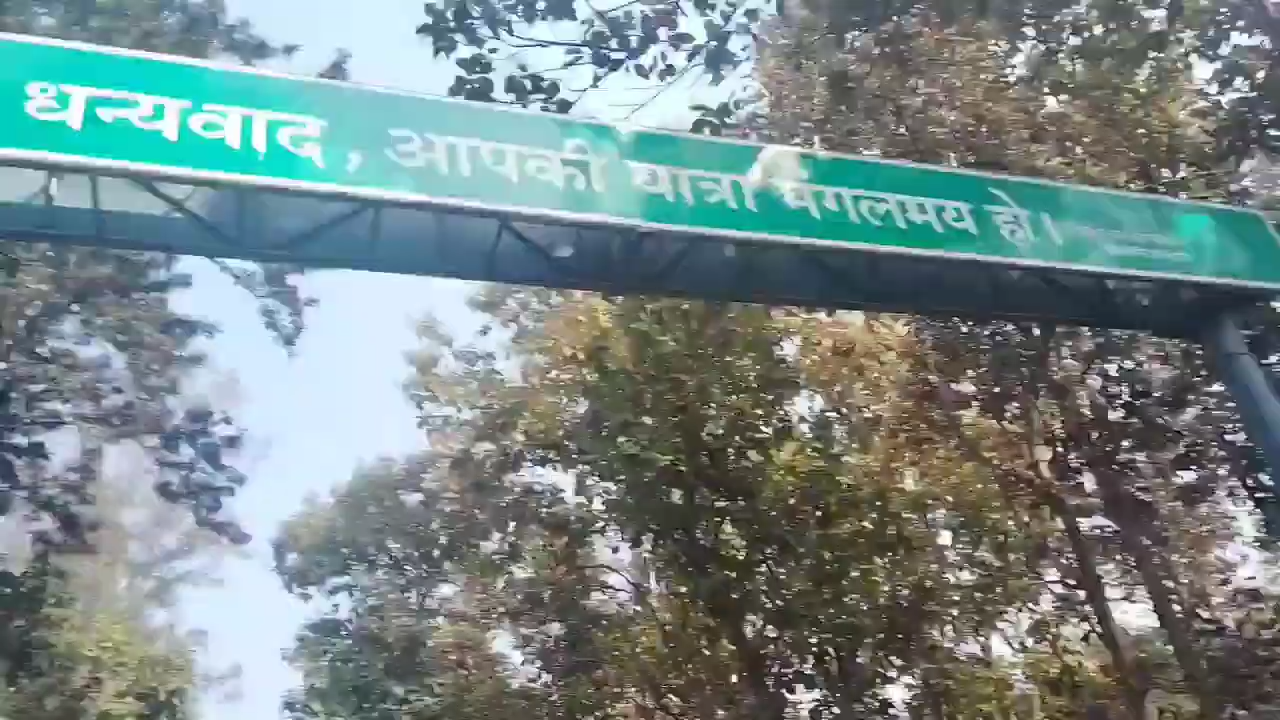 धन्यवाद, आपकी यात्रा मंगलमय हो।